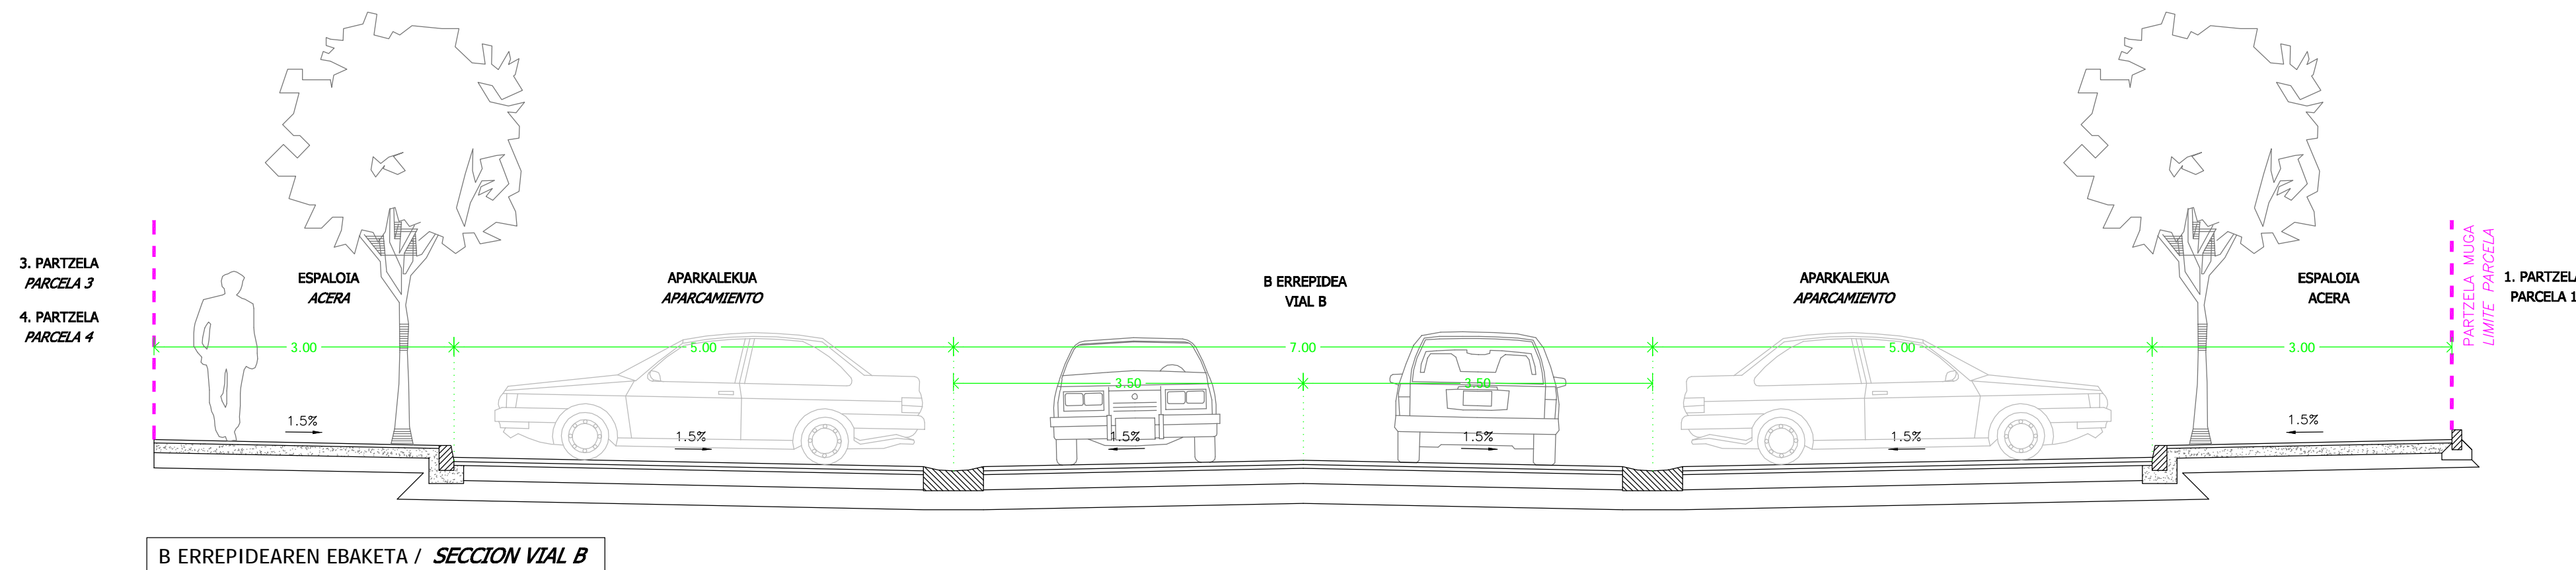 3. PARTZELA
PARCELA 3
4. PARTZELA
PARCELA 4
ESPALOIA
ACERA
APARKALEKUA
APARCAMIENTO
B ERREPIDEA
VIAL B
APARKALEKUA
APARCAMIENTO
ESPALOIA
ACERA
PARTZELA MUGA
LIMITE PARCELA
1. PARTZELA
PARCELA 1
3.00
5.00
7.00
5.00
3.00
3.50
3.50
1.5%
1.5%
1.5%
1.5%
1.5%
1.5%
B ERREPIDEAREN EBAKETA / SECCION VIAL B